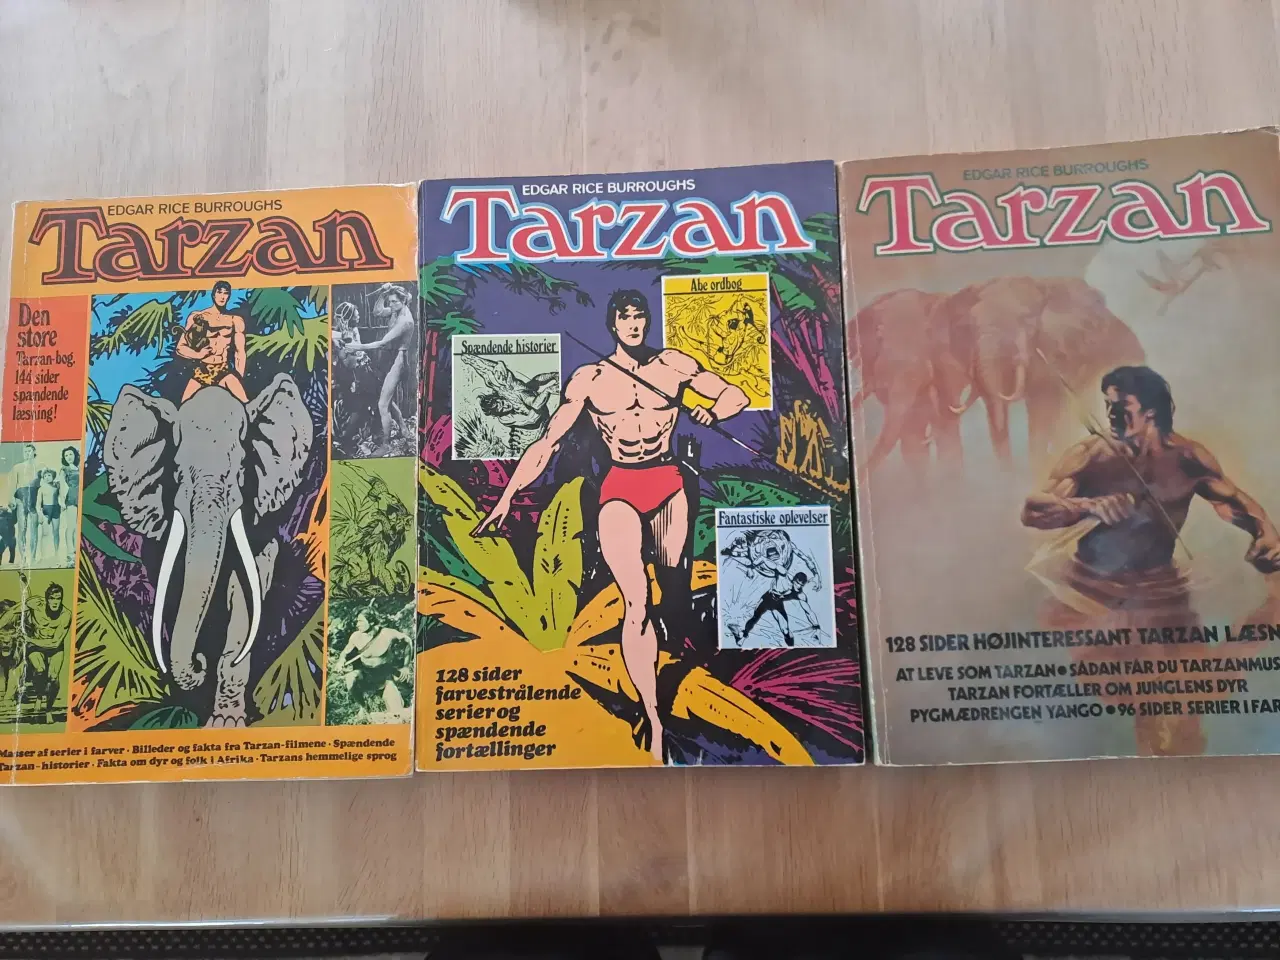 EDGAR RICE BURROUGHS
Tarzan
Den
store
Tarzan-bog.
144 sider
spændende
læsning!
Masser af serier i farver · Billeder og fakta fra Tarzan-filmene · Spændende
Tarzan-historier · Fakta om dyr og folk i Afrika · Tarzans hemmelige sprog
EDGAR RICE BURROUGHS
Tarzan
Abe ordbog
Spændende historier
Fantastiske oplevelser
128 sider
farvestrålende
serier og
spændende
fortællinger
EDGAR RICE BURROUGHS
Tarzan
128 SIDER HØJINTERESSANT TARZAN LÆSN
AT LEVE SOM TARZAN • SÅDAN FÅR DU TARZANMUS
TARZAN FORTÆLLER OM JUNGLENS DYR
PYGMÆDRENGEN YANGO • 96 SIDER SERIER I FAR